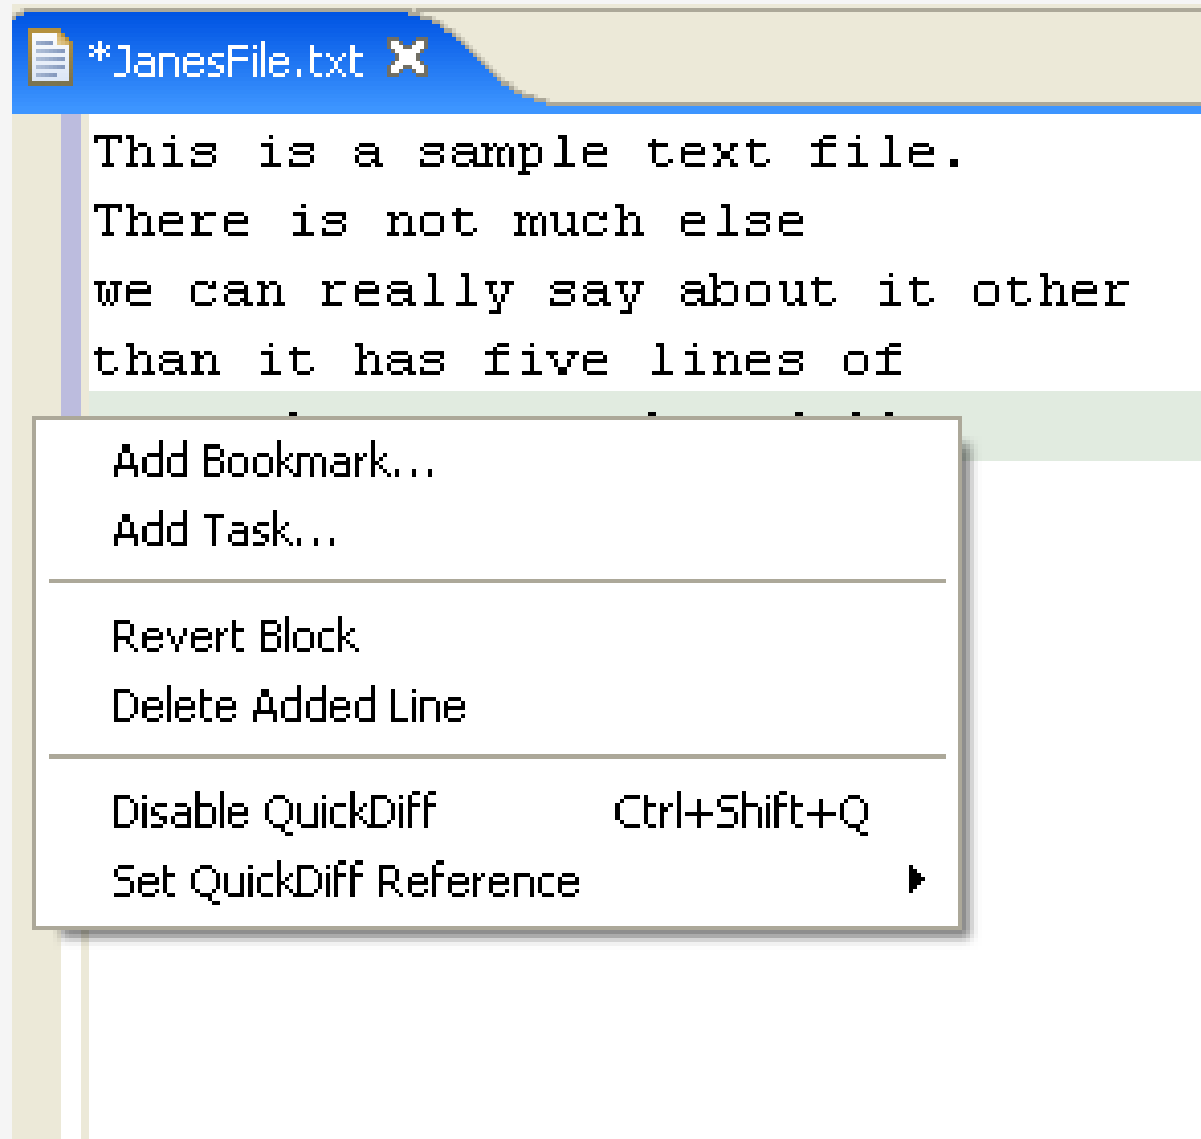 *JanesFile.txt
This is a sample text file.
There is not much else
we can really say about it other
than it has five lines of
Add Bookmark...
Add Task...
Revert Block
Delete Added Line
Disable QuickDiff Ctrl+Shift+Q
Set QuickDiff Reference